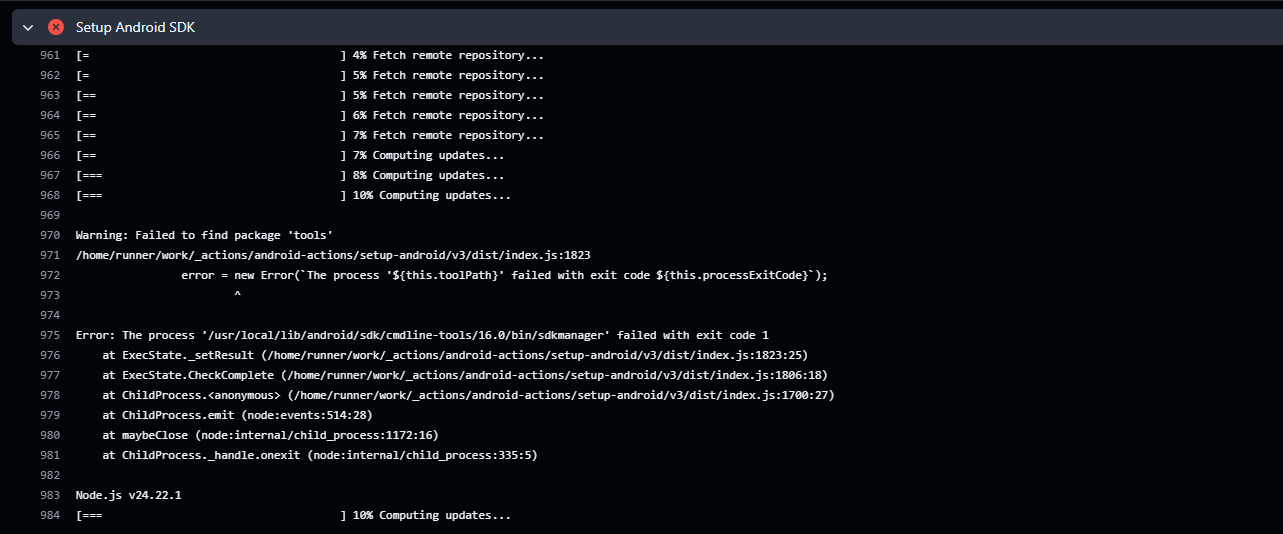 Setup Android SDK
961 [= ] 4% Fetch remote repository...
962 [= ] 5% Fetch remote repository...
963 [== ] 5% Fetch remote repository...
964 [== ] 6% Fetch remote repository...
965 [== ] 7% Fetch remote repository...
966 [== ] 7% Computing updates...
967 [=== ] 8% Computing updates...
968 [=== ] 10% Computing updates...
969
970 Warning: Failed to find package 'tools'
971 /home/runner/work/_actions/android-actions/setup-android/v3/dist/index.js:1823
972 error = new Error(`The process '${this.toolPath}' failed with exit code ${this.processExitCode}`);
973 ^
974
975 Error: The process '/usr/local/lib/android/sdk/cmdline-tools/16.0/bin/sdkmanager' failed with exit code 1
976 at ExecState._setResult (/home/runner/work/_actions/android-actions/setup-android/v3/dist/index.js:1823:25)
977 at ExecState.CheckComplete (/home/runner/work/_actions/android-actions/setup-android/v3/dist/index.js:1806:18)
978 at ChildProcess.<anonymous> (/home/runner/work/_actions/android-actions/setup-android/v3/dist/index.js:1700:27)
979 at ChildProcess.emit (node:events:514:28)
980 at maybeClose (node:internal/child_process:1172:16)
981 at ChildProcess._handle.onexit (node:internal/child_process:335:5)
982
983 Node.js v24.22.1
984 [=== ] 10% Computing updates...